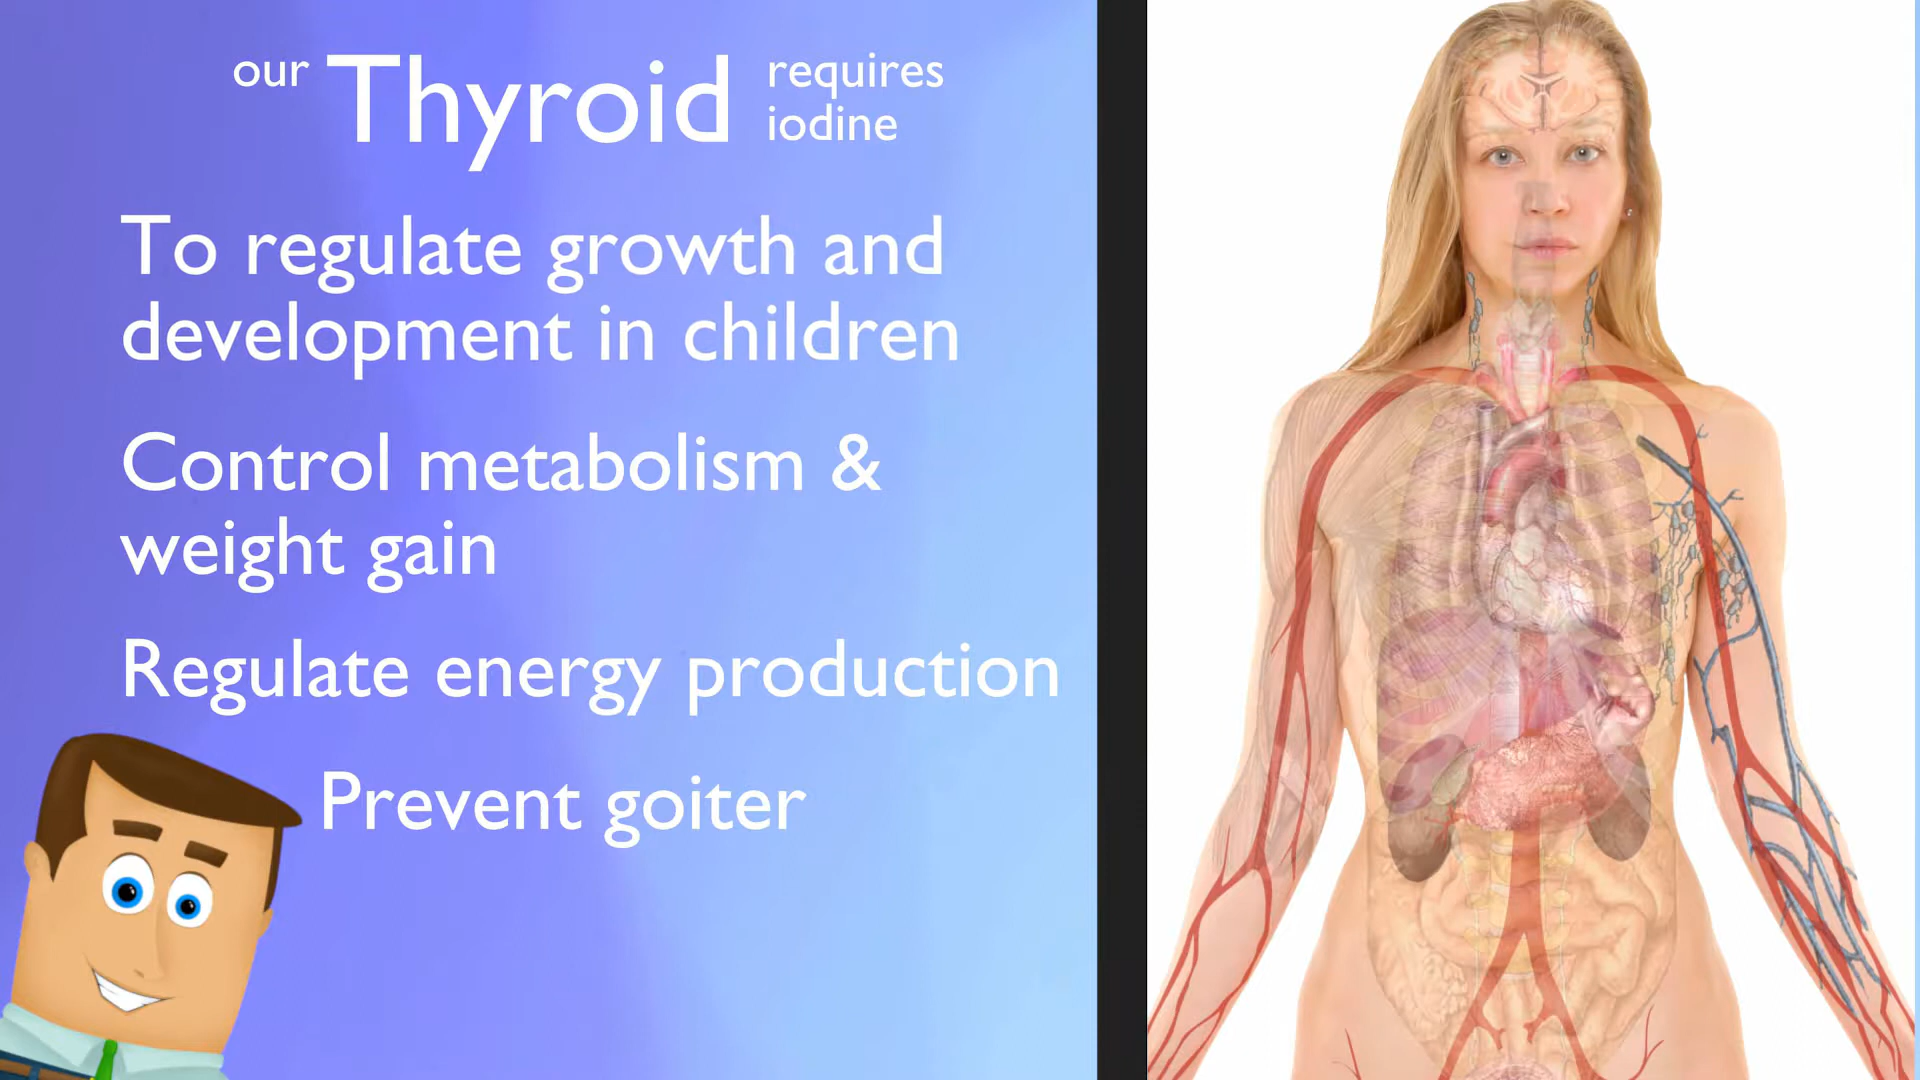 our Thyroid requires
iodine
To regulate growth and
development in children
Control metabolism &
weight gain
Regulate energy production
Prevent goiter